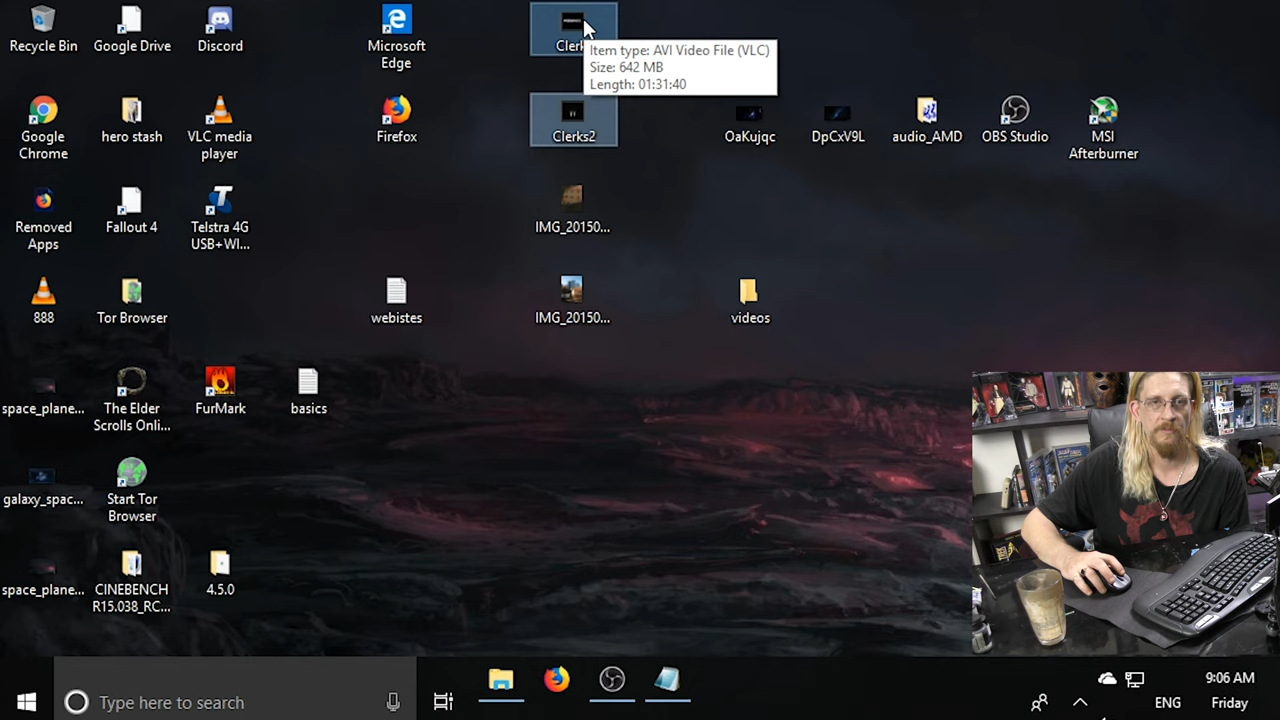 Recycle Bin
Google Drive
Discord
Microsoft
Edge
Clerk
Item type: AVI Video File (VLC)
Size: 642 MB
Length: 01:31:40
Google
Chrome
hero stash
VLC media
player
Firefox
Clerks2
OaKujqc
DpCxV9L
audio_AMD
OBS Studio
MSI
Afterburner
Removed
Apps
Fallout 4
Telstra 4G
USB+WI...
IMG_20150...
888
Tor Browser
webistes
IMG_20150...
videos
space_plane...
The Elder
Scrolls Onli...
FurMark
basics
galaxy_spac...
Start Tor
Browser
space_plane...
CINEBENCH
R15.038_RC...
4.5.0
Type here to search
ENG
9:06 AM
Friday